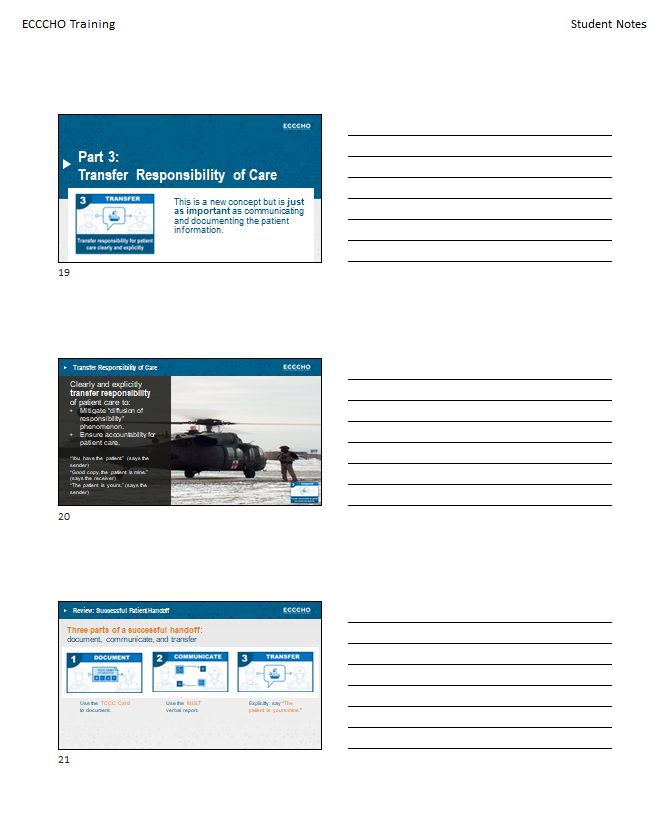 ECCCHO Training
Student Notes
ECCCHO
Part 3:
Transfer Responsibility of Care
3 TRANSFER
Transfer responsibility for patient
care clearly and explicitly
This is a new concept but is just
as important as communicating
and documenting the patient
information.
19
Transfer Responsibility of Care
ECCCHO
Clearly and explicitly
transfer responsibility
of patient care to:
• Mitigate "diffusion of
responsibility"
phenomenon.
• Ensure accountability for
patient care.
"You have the patient" (says the
sender)
"Good copy, the patient is mine."
(says the receiver)
"The patient is yours." (says the
sender)
20
Review: Successful Patient Handoff
ECCCHO
Three parts of a successful handoff:
document, communicate, and transfer
1 DOCUMENT
2 COMMUNICATE
3 TRANSFER
Use the TCCC Card
to document.
Use the MIST
verbal report.
Explicitly say "The
patient is yours/mine."
21